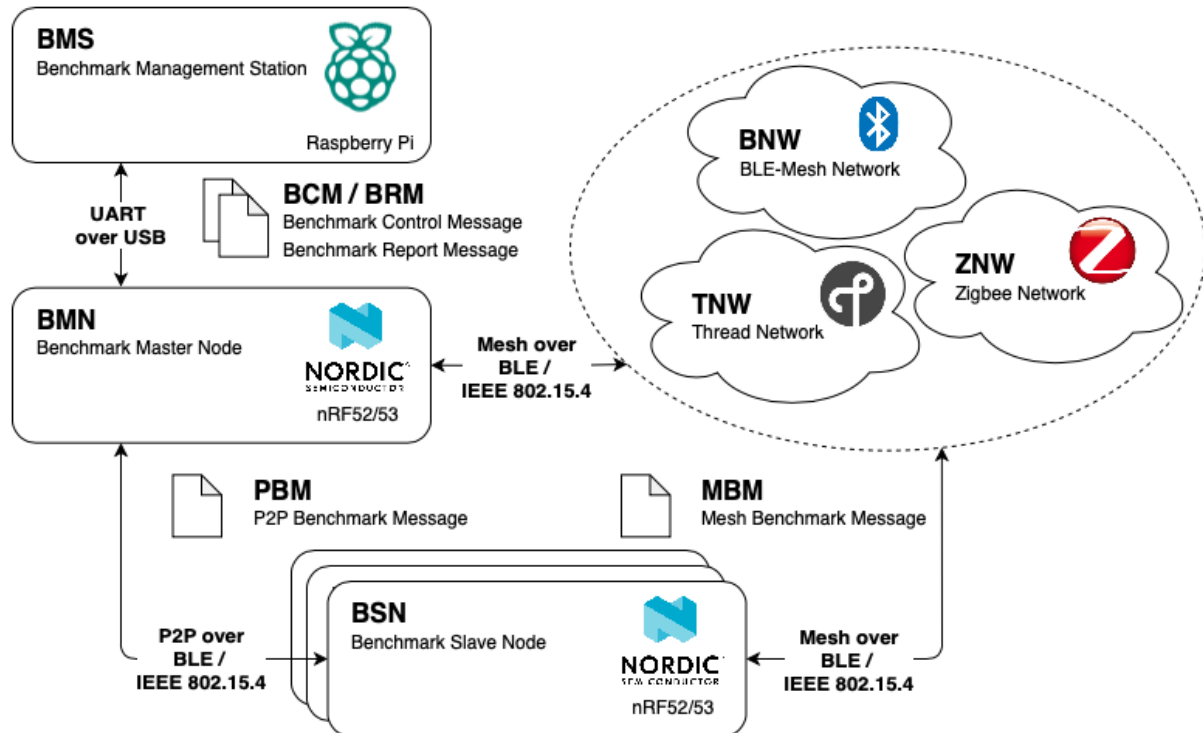 BMS
Benchmark Management Station
Raspberry Pi
UART
over USB
BCM / BRM
Benchmark Control Message
Benchmark Report Message
BNW
BLE-Mesh Network
ZNW
Zigbee Network
TNW
Thread Network
BMN
Benchmark Master Node
NORDIC
SEMICONDUCTOR
nRF52/53
Mesh over
BLE /
IEEE 802.15.4
PBM
P2P Benchmark Message
MBM
Mesh Benchmark Message
BSN
Benchmark Slave Node
NORDIC
SEMICONDUCTOR
nRF52/53
P2P over
BLE /
IEEE 802.15.4
Mesh over
BLE /
IEEE 802.15.4